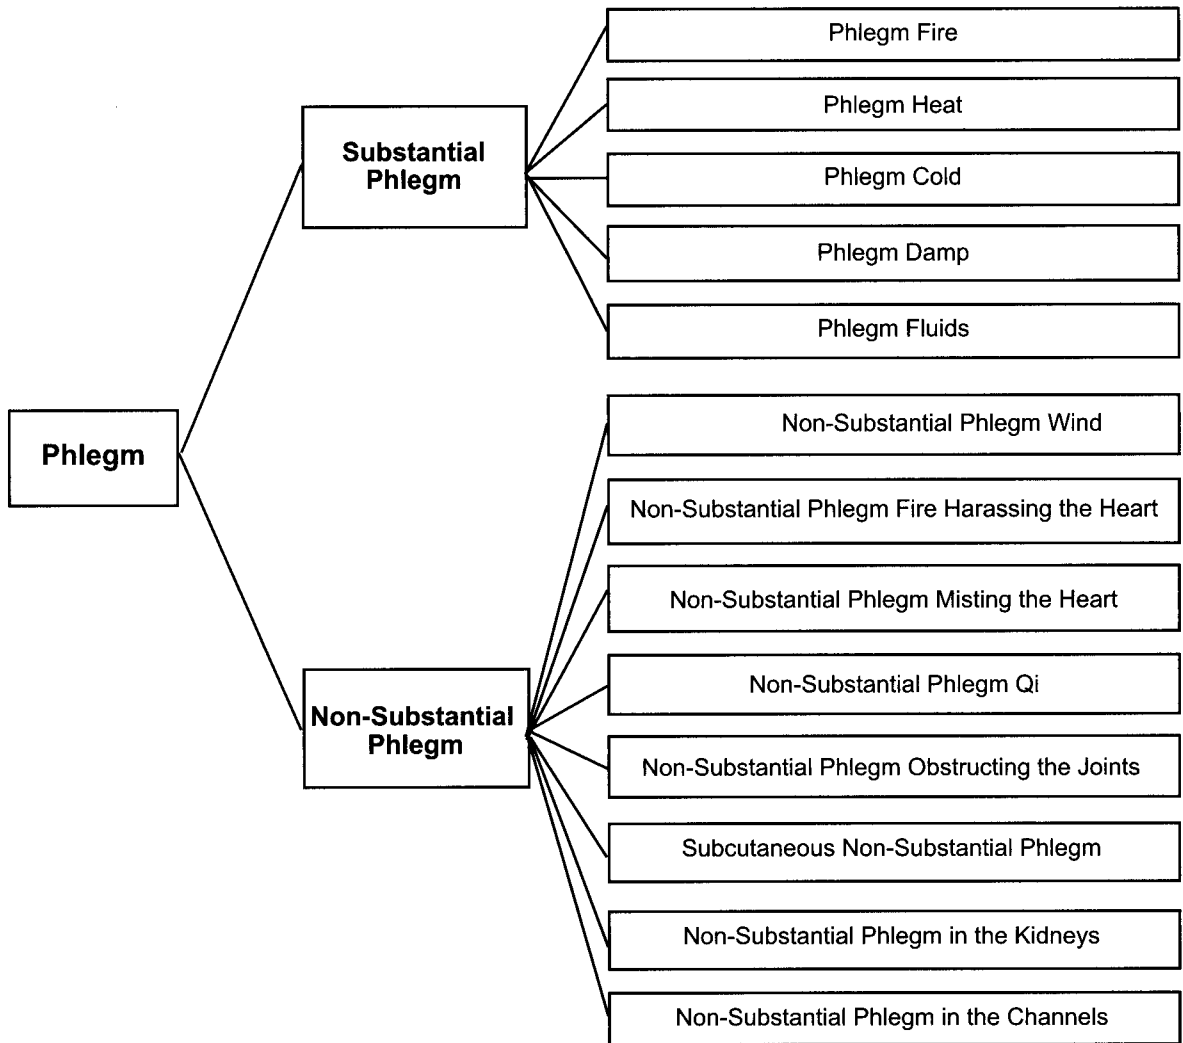 Phlegm
Substantial
Phlegm
Phlegm Fire
Phlegm Heat
Phlegm Cold
Phlegm Damp
Phlegm Fluids
Non-Substantial
Phlegm
Non-Substantial Phlegm Wind
Non-Substantial Phlegm Fire Harassing the Heart
Non-Substantial Phlegm Misting the Heart
Non-Substantial Phlegm Qi
Non-Substantial Phlegm Obstructing the Joints
Subcutaneous Non-Substantial Phlegm
Non-Substantial Phlegm in the Kidneys
Non-Substantial Phlegm in the Channels